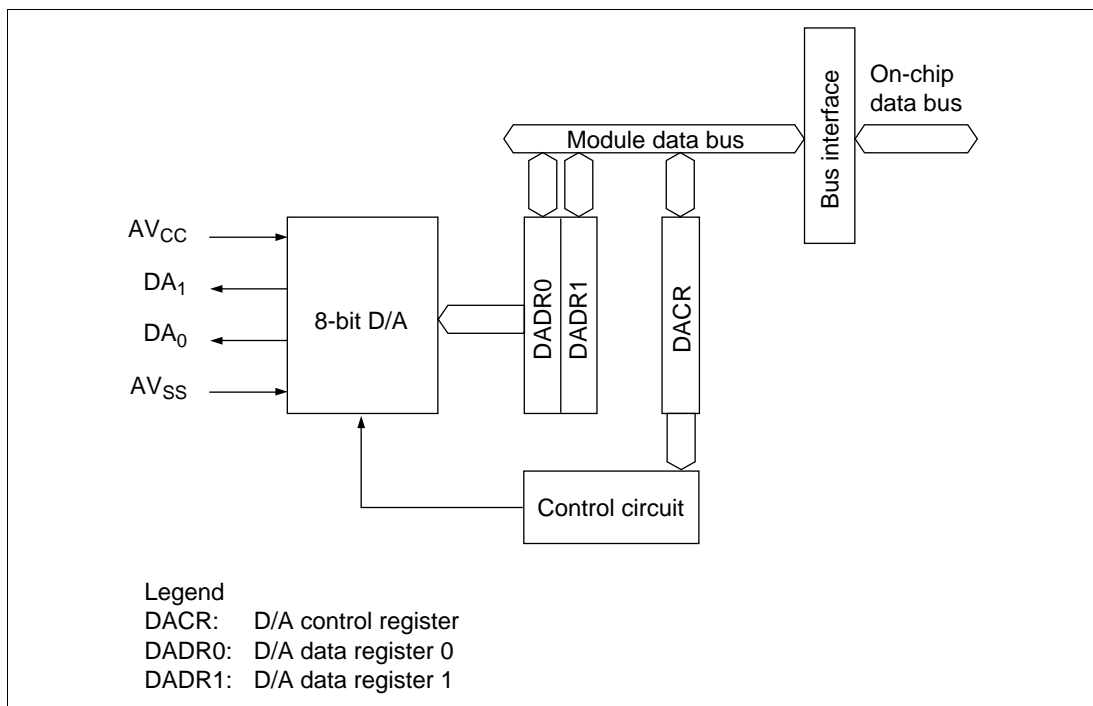 Bus interface
On-chip
data bus
Module data bus
AVCC
DA1
DA0
AVSS
8-bit D/A
DADR0
DADR1
DACR
Control circuit
Legend
DACR: D/A control register
DADR0: D/A data register 0
DADR1: D/A data register 1